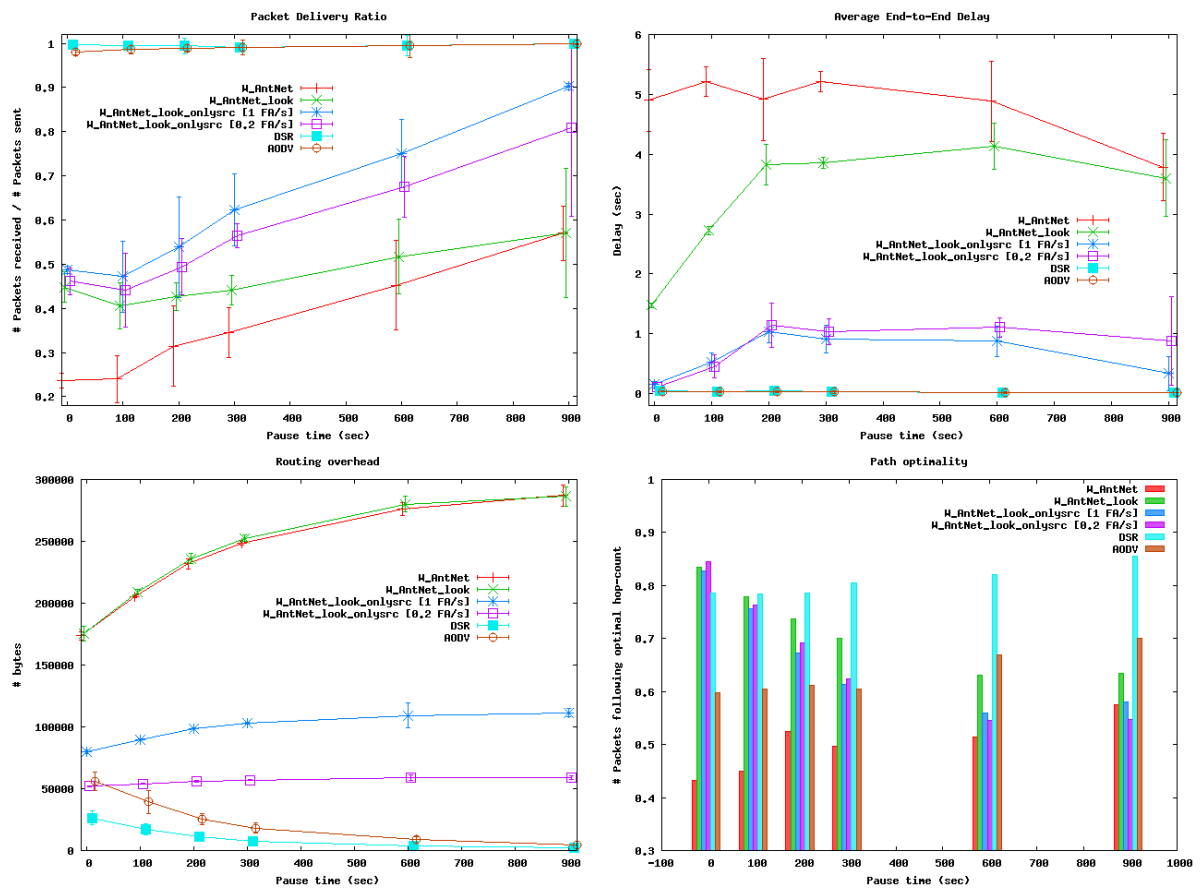 Packet Delivery Ratio
1
0.9
0.8
0.7
0.6
0.5
0.4
0.3
0.2
# Packets received / # Packets sent
W_AntNet
W_AntNet_look
W_AntNet_look_onlysrc [1 FA/s]
W_AntNet_look_onlysrc [0.2 FA/s]
DSR
AODV
0 100 200 300 400 500 600 700 800 900
Pause time (sec)
Average End-to-End Delay
6
5
4
3
2
1
0
Delay (sec)
W_AntNet
W_AntNet_look
W_AntNet_look_onlysrc [1 FA/s]
W_AntNet_look_onlysrc [0.2 FA/s]
DSR
AODV
0 100 200 300 400 500 600 700 800 900
Pause time (sec)
Routing overhead
300000
250000
200000
150000
100000
50000
0
# bytes
W_AntNet
W_AntNet_look
W_AntNet_look_onlysrc [1 FA/s]
W_AntNet_look_onlysrc [0.2 FA/s]
DSR
AODV
0 100 200 300 400 500 600 700 800 900
Pause time (sec)
Path optimality
1
0.9
0.8
0.7
0.6
0.5
0.4
0.3
# Packets following optimal hop-count
W_AntNet
W_AntNet_look
W_AntNet_look_onlysrc [1 FA/s]
W_AntNet_look_onlysrc [0.2 FA/s]
DSR
AODV
-100 0 100 200 300 400 500 600 700 800 900 1000
Pause time (sec)